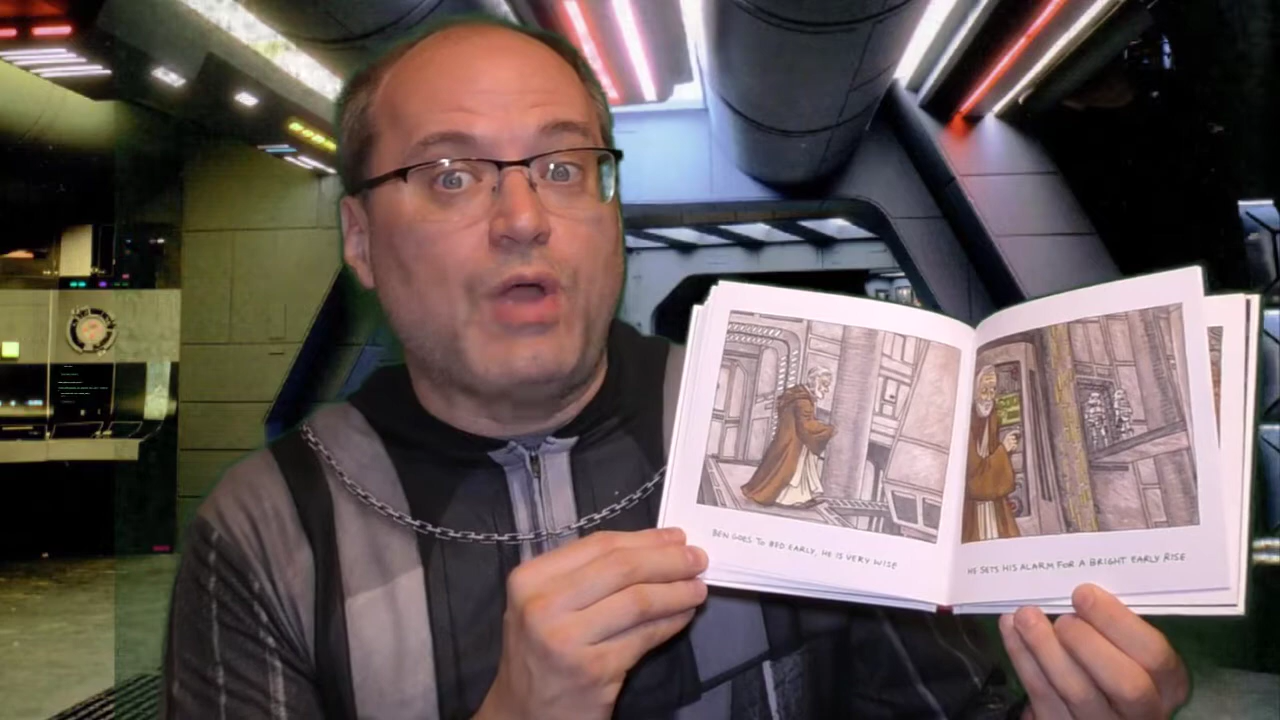 BEN GOES TO BED EARLY, HE IS VERY WISE
HE SETS HIS ALARM FOR A BRIGHT EARLY RISE